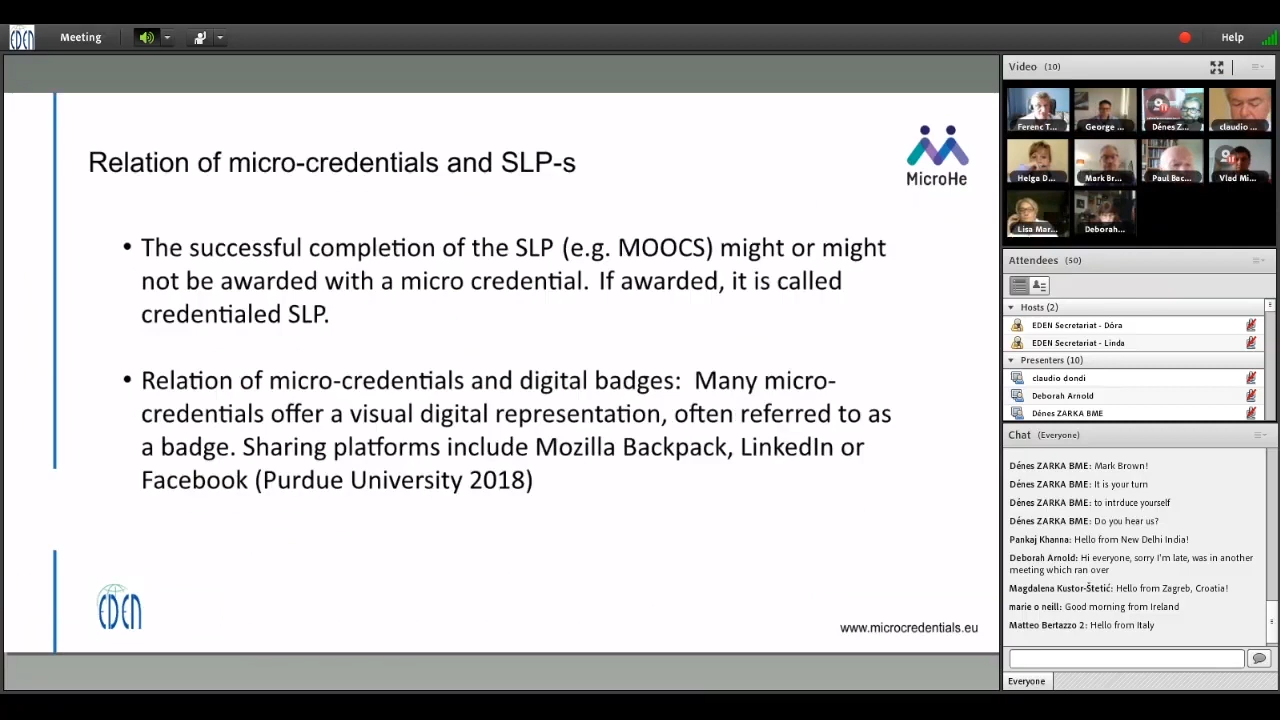 EDEN
Meeting
Help
Relation of micro-credentials and SLP-s
MicroHe
• The successful completion of the SLP (e.g. MOOCS) might or might
not be awarded with a micro credential. If awarded, it is called
credentialed SLP.
• Relation of micro-credentials and digital badges: Many micro-
credentials offer a visual digital representation, often referred to as
a badge. Sharing platforms include Mozilla Backpack, LinkedIn or
Facebook (Purdue University 2018)
EDEN
www.microcredentials.eu
Video (10)
Ferenc T...
George ...
Dénes Z...
claudio ...
Helga D...
Mark Br...
Paul Bac...
Vlad Mi...
Lisa Mar...
Deborah...
Attendees (50)
Hosts (2)
EDEN Secretariat - Dóra
EDEN Secretariat - Linda
Presenters (10)
claudio dondi
Deborah Arnold
Dénes ZARKA BME
Chat (Everyone)
Dénes ZARKA BME: Mark Brown!
Dénes ZARKA BME: It is your turn
Dénes ZARKA BME: to intrduce yourself
Dénes ZARKA BME: Do you hear us?
Pankaj Khanna: Hello from New Delhi India!
Deborah Arnold: Hi everyone, sorry I'm late, was in another
meeting which ran over
Magdalena Kustor-Štetić: Hello from Zagreb, Croatia!
marie o neill: Good morning from Ireland
Matteo Bertazzo 2: Hello from Italy
Everyone